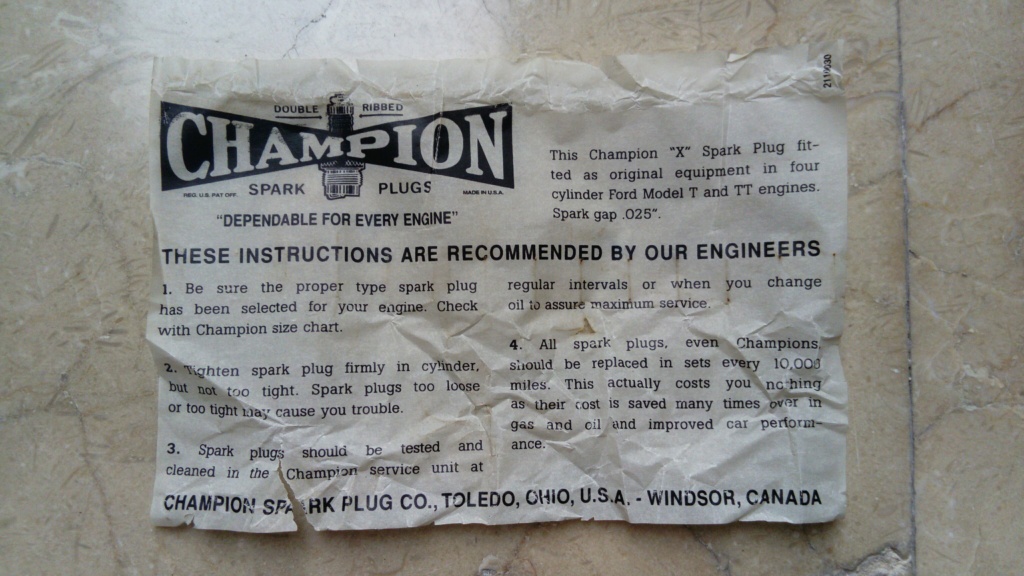 2110030
DOUBLE RIBBED
CHAMPION
REG. U.S. PAT. OFF. SPARK PLUGS MADE IN U.S.A.
"DEPENDABLE FOR EVERY ENGINE"
This Champion "X" Spark Plug fit-
ted as original equipment in four
cylinder Ford Model T and TT engines.
Spark gap .025".
THESE INSTRUCTIONS ARE RECOMMENDED BY OUR ENGINEERS
1. Be sure the proper type spark plug
has been selected for your engine. Check
with Champion size chart.
2. Tighten spark plug firmly in cylinder,
but not too tight. Spark plugs too loose
or too tight may cause you trouble.
3. Spark plugs should be tested and
cleaned in the Champion service unit at
regular intervals or when you change
oil to assure maximum service.
4. All spark plugs, even Champions,
should be replaced in sets every 10,000
miles. This actually costs you nothing
as their cost is saved many times over in
gas and oil and improved car perform-
ance.
CHAMPION SPARK PLUG CO., TOLEDO, OHIO, U.S.A. - WINDSOR, CANADA